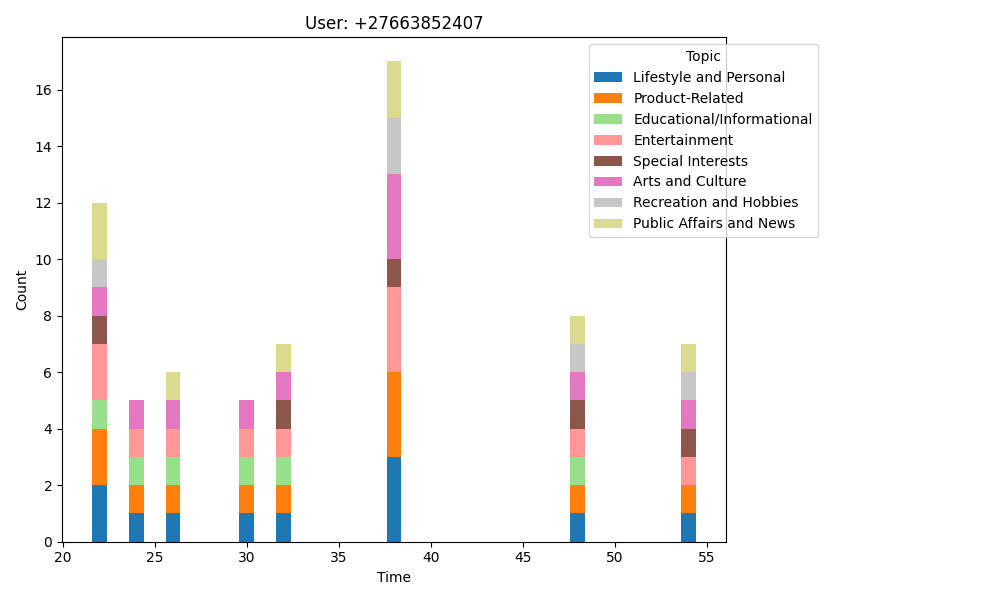 User: +27663852407
Topic
Lifestyle and Personal
Product-Related
Educational/Informational
Entertainment
Special Interests
Arts and Culture
Recreation and Hobbies
Public Affairs and News
Count
16
14
12
10
8
6
4
2
0
20 25 30 35 40 45 50 55
Time